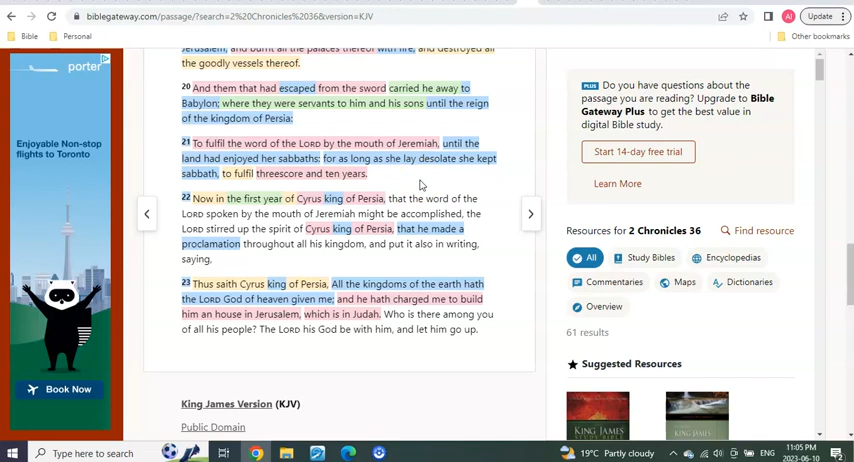 biblegateway.com/passage/?search=2%20Chronicles%2036&version=KJV
AI
Update
Bible
Personal
Other bookmarks
porter
Enjoyable Non-stop
flights to Toronto
Book Now
Jerusalem, and burnt all the palaces thereof with fire, and destroyed all
the goodly vessels thereof.
20 And them that had escaped from the sword carried he away to
Babylon; where they were servants to him and his sons until the reign
of the kingdom of Persia:
21 To fulfil the word of the LORD by the mouth of Jeremiah, until the
land had enjoyed her sabbaths: for as long as she lay desolate she kept
sabbath, to fulfil threescore and ten years.
22 Now in the first year of Cyrus king of Persia, that the word of the
LORD spoken by the mouth of Jeremiah might be accomplished, the
LORD stirred up the spirit of Cyrus king of Persia, that he made a
proclamation throughout all his kingdom, and put it also in writing,
saying,
23 Thus saith Cyrus king of Persia, All the kingdoms of the earth hath
the LORD God of heaven given me; and he hath charged me to build
him an house in Jerusalem, which is in Judah. Who is there among you
of all his people? The LORD his God be with him, and let him go up.
King James Version (KJV)
Public Domain
PLUS Do you have questions about the
passage you are reading? Upgrade to Bible
Gateway Plus to get the best value in
digital Bible study.
Start 14-day free trial
Learn More
Resources for 2 Chronicles 36
Find resource
All
Study Bibles
Encyclopedias
Commentaries
Maps
Dictionaries
Overview
61 results
Suggested Resources
KING JAMES
KING JAMES
Type here to search
19°C Partly cloudy
ENG
11:05 PM
2023-06-10
2